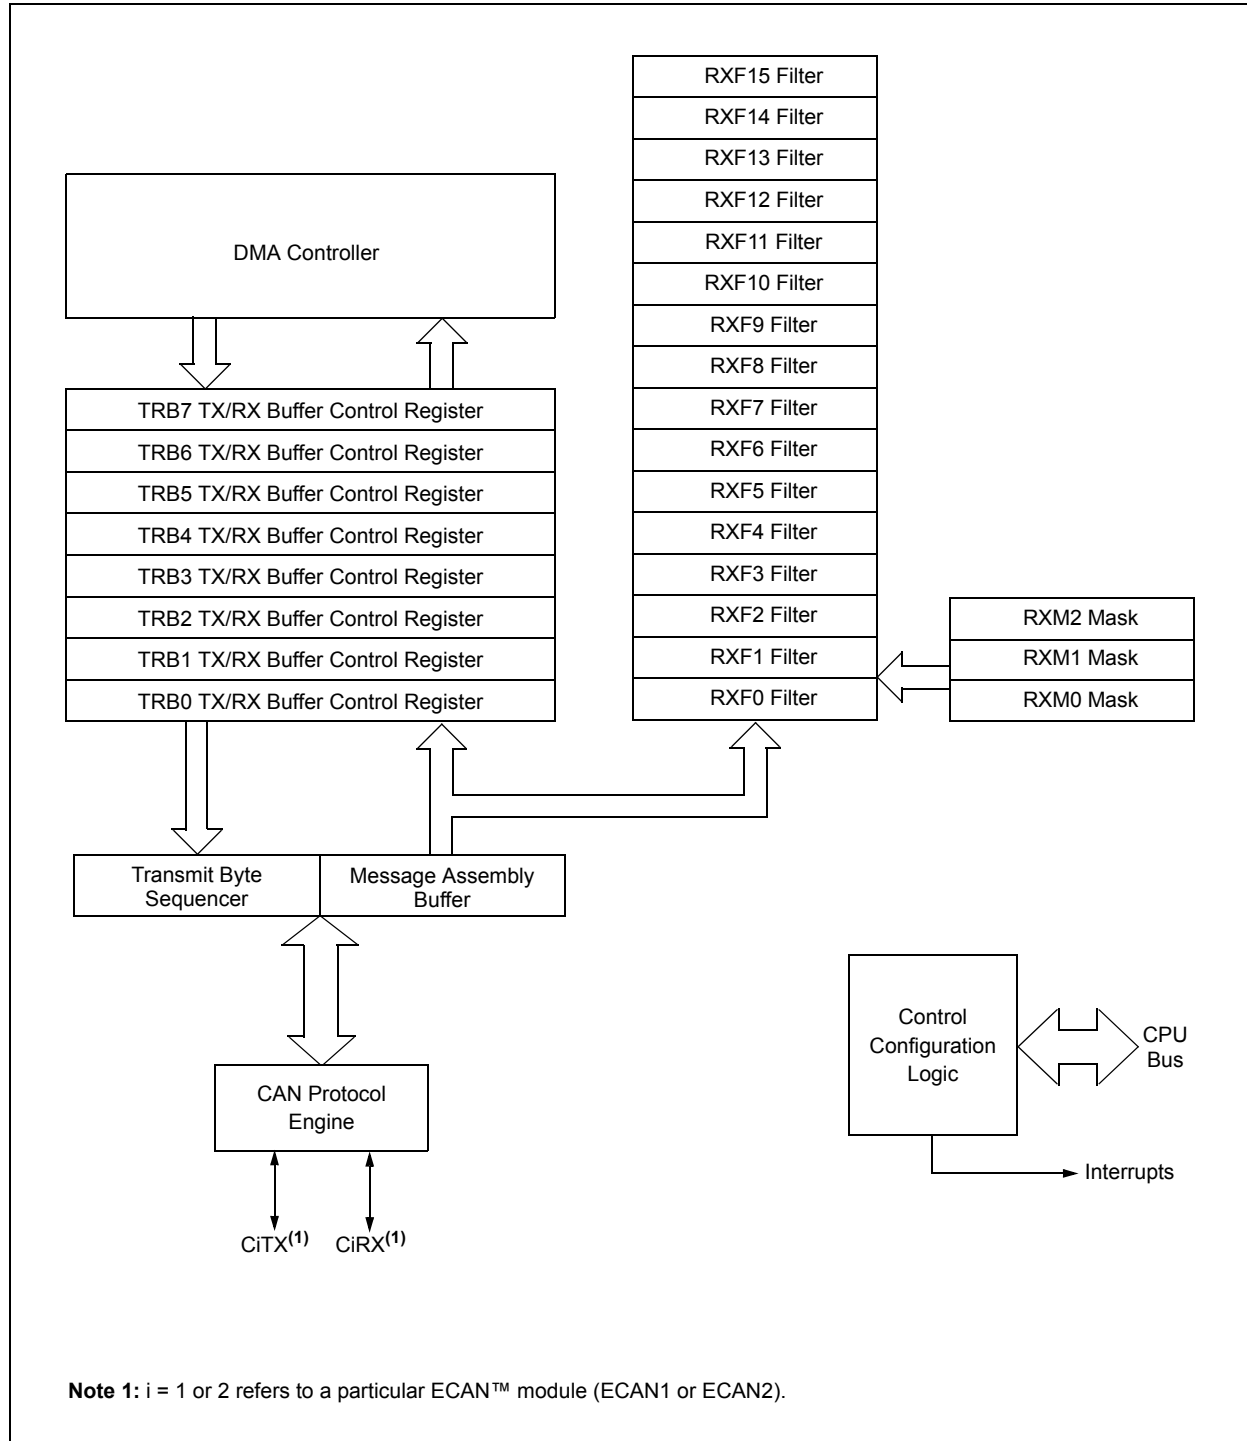 RXF15 Filter
RXF14 Filter
RXF13 Filter
RXF12 Filter
RXF11 Filter
RXF10 Filter
RXF9 Filter
RXF8 Filter
RXF7 Filter
RXF6 Filter
RXF5 Filter
RXF4 Filter
RXF3 Filter
RXF2 Filter
RXF1 Filter
RXF0 Filter
DMA Controller
TRB7 TX/RX Buffer Control Register
TRB6 TX/RX Buffer Control Register
TRB5 TX/RX Buffer Control Register
TRB4 TX/RX Buffer Control Register
TRB3 TX/RX Buffer Control Register
TRB2 TX/RX Buffer Control Register
TRB1 TX/RX Buffer Control Register
TRB0 TX/RX Buffer Control Register
RXM2 Mask
RXM1 Mask
RXM0 Mask
Transmit Byte
Sequencer
Message Assembly
Buffer
Control
Configuration
Logic
CPU
Bus
CAN Protocol
Engine
Interrupts
CiTX(1)
CiRX(1)
Note 1: i = 1 or 2 refers to a particular ECAN™ module (ECAN1 or ECAN2).